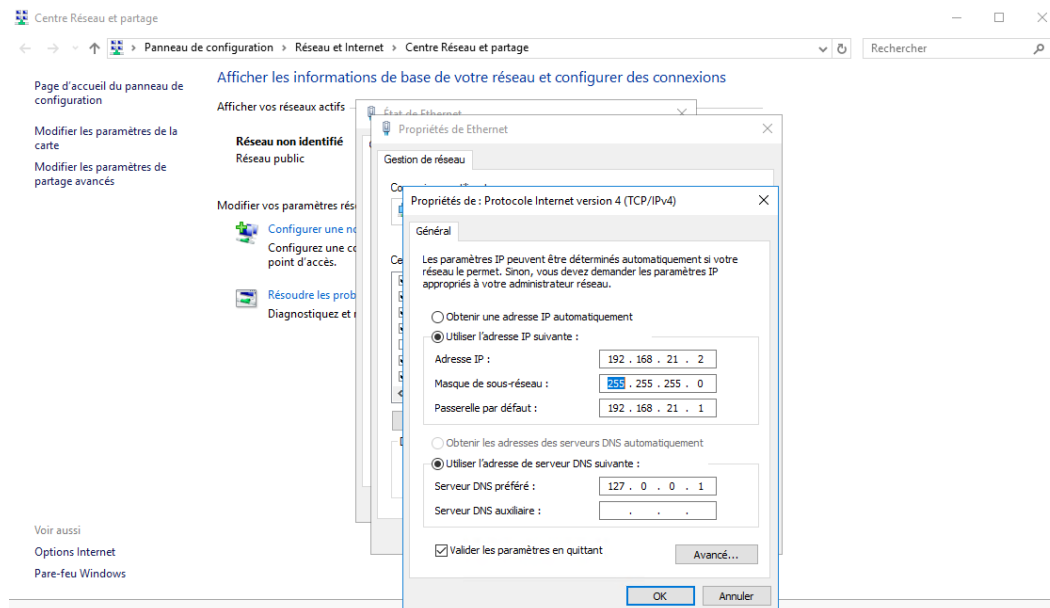 Centre Réseau et partage
Panneau de configuration > Réseau et Internet > Centre Réseau et partage
Rechercher
Page d'accueil du panneau de
configuration
Modifier les paramètres de la
carte
Modifier les paramètres de
partage avancés
Voir aussi
Options Internet
Pare-feu Windows
Afficher les informations de base de votre réseau et configurer des connexions
Afficher vos réseaux actifs
Réseau non identifié
Réseau public
Modifier vos paramètres rés
Configurer une no
Configurez une co
point d'accès.
Résoudre les prob
Diagnostiquez et r
État de Ethernet
Propriétés de Ethernet
Gestion de réseau
Co
Ce
Propriétés de : Protocole Internet version 4 (TCP/IPv4)
Général
Les paramètres IP peuvent être déterminés automatiquement si votre
réseau le permet. Sinon, vous devez demander les paramètres IP
appropriés à votre administrateur réseau.
Obtenir une adresse IP automatiquement
Utiliser l'adresse IP suivante :
Adresse IP : 192 . 168 . 21 . 2
Masque de sous-réseau : 255 . 255 . 255 . 0
Passerelle par défaut : 192 . 168 . 21 . 1
Obtenir les adresses des serveurs DNS automatiquement
Utiliser l'adresse de serveur DNS suivante :
Serveur DNS préféré : 127 . 0 . 0 . 1
Serveur DNS auxiliaire : . . .
Valider les paramètres en quittant
Avancé...
OK Annuler